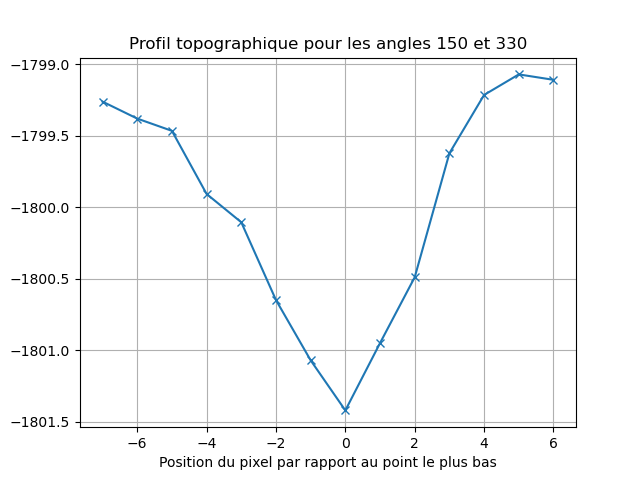 Profil topographique pour les angles 150 et 330
−1799.0
−1799.5
−1800.0
−1800.5
−1801.0
−1801.5
−6 −4 −2 0 2 4 6
Position du pixel par rapport au point le plus bas